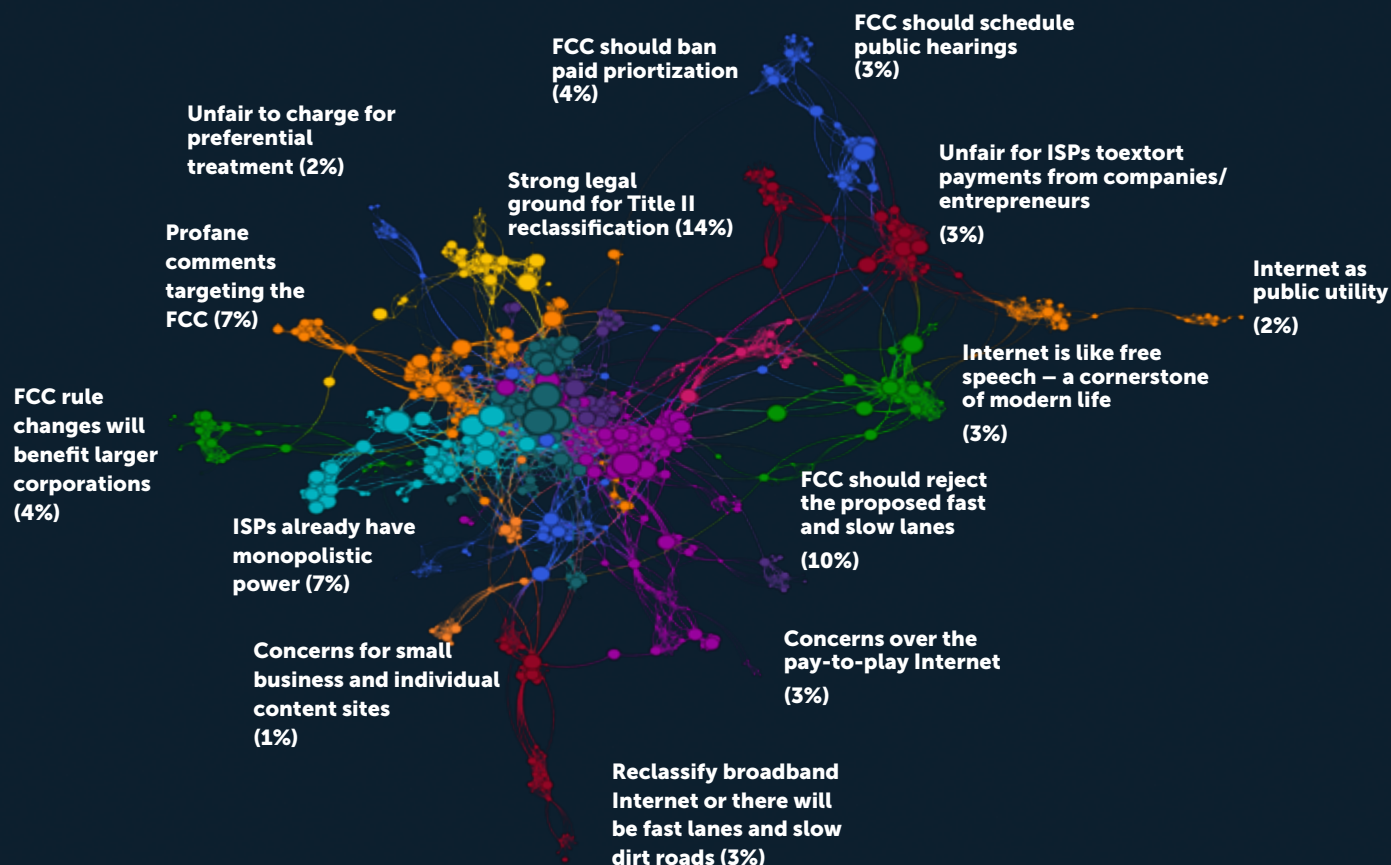 FCC should schedule
public hearings
(3%)
FCC should ban
paid priortization
(4%)
Unfair to charge for
preferential
treatment (2%)
Unfair for ISPs toextort
payments from companies/
entrepreneurs
(3%)
Strong legal
ground for Title II
reclassification (14%)
Profane
comments
targeting the
FCC (7%)
Internet as
public utility
(2%)
Internet is like free
speech – a cornerstone
of modern life
(3%)
FCC rule
changes will
benefit larger
corporations
(4%)
FCC should reject
the proposed fast
and slow lanes
(10%)
ISPs already have
monopolistic
power (7%)
Concerns over the
pay-to-play Internet
(3%)
Concerns for small
business and individual
content sites
(1%)
Reclassify broadband
Internet or there will
be fast lanes and slow
dirt roads (3%)